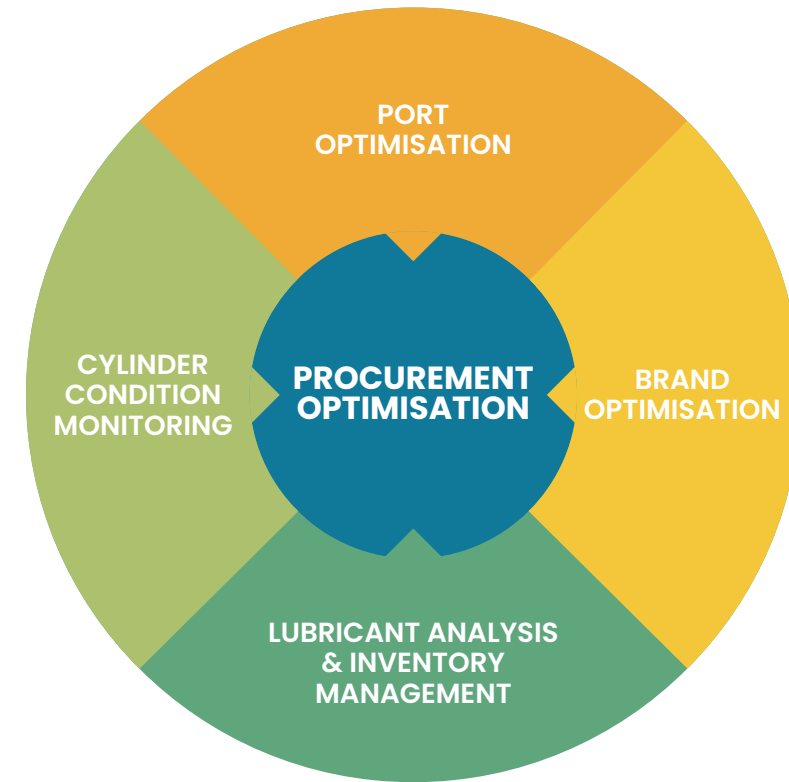 PORT
OPTIMISATION
CYLINDER
CONDITION
MONITORING
PROCUREMENT
OPTIMISATION
BRAND
OPTIMISATION
LUBRICANT ANALYSIS
& INVENTORY
MANAGEMENT